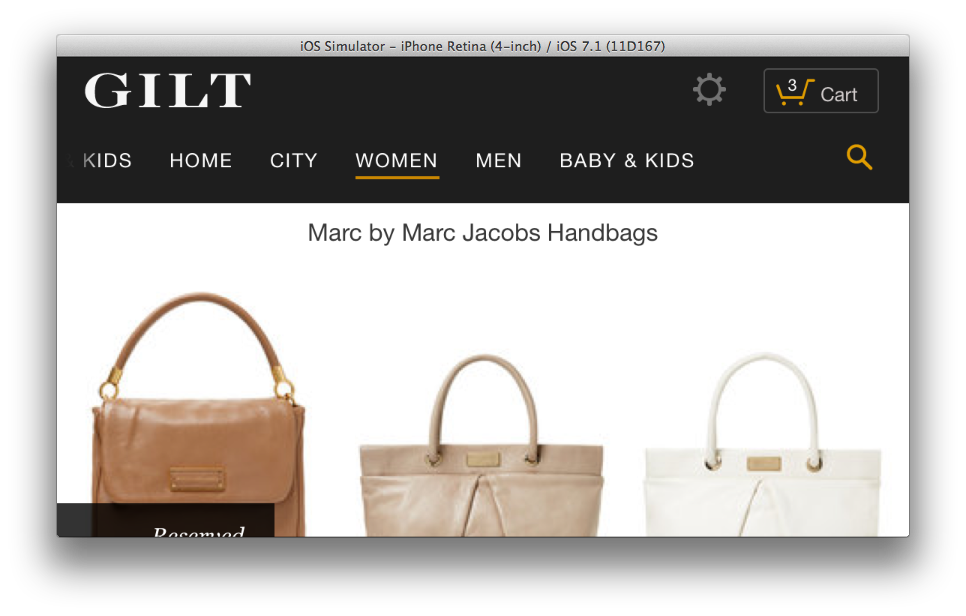 iOS Simulator – iPhone Retina (4-inch) / iOS 7.1 (11D167)
GILT
3 Cart
& KIDS HOME CITY WOMEN MEN BABY & KIDS
Marc by Marc Jacobs Handbags
Reserved